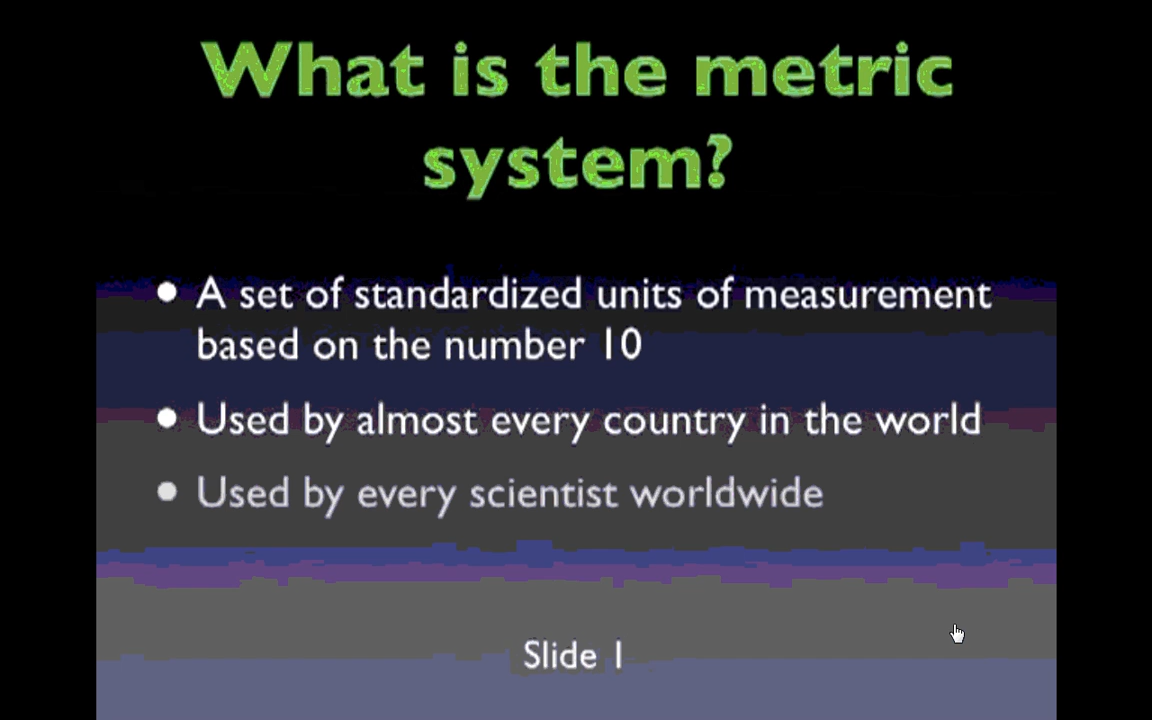 What is the metric
system?
• A set of standardized units of measurement
based on the number 10
• Used by almost every country in the world
• Used by every scientist worldwide
Slide 1